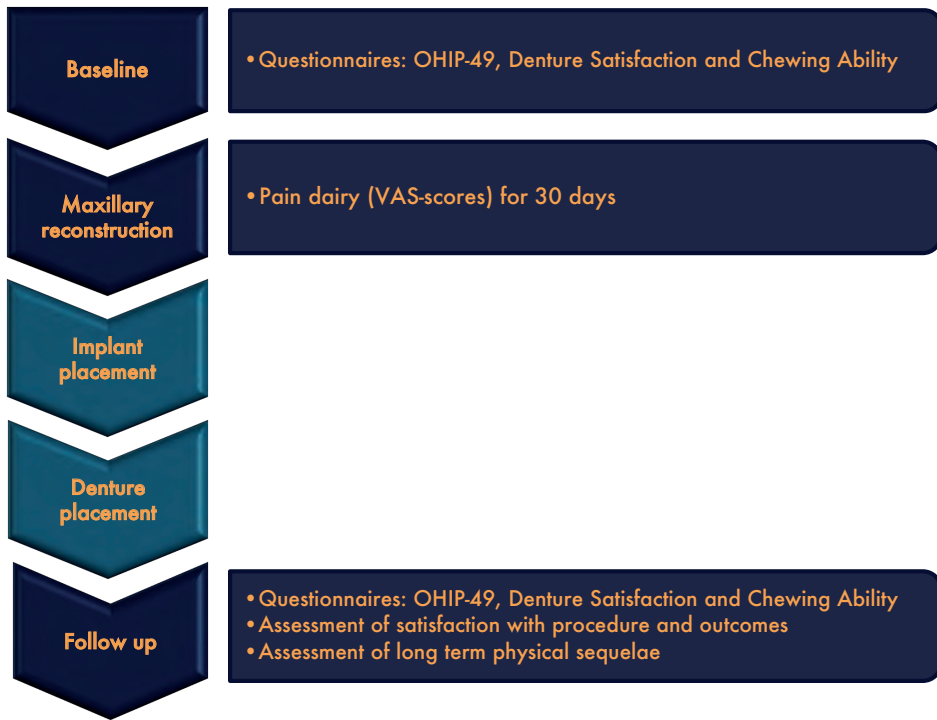 Baseline
•Questionnaires: OHIP-49, Denture Satisfaction and Chewing Ability
Maxillary
reconstruction
•Pain dairy (VAS-scores) for 30 days
Implant
placement
Denture
placement
Follow up
•Questionnaires: OHIP-49, Denture Satisfaction and Chewing Ability
•Assessment of satisfaction with procedure and outcomes
•Assessment of long term physical sequelae